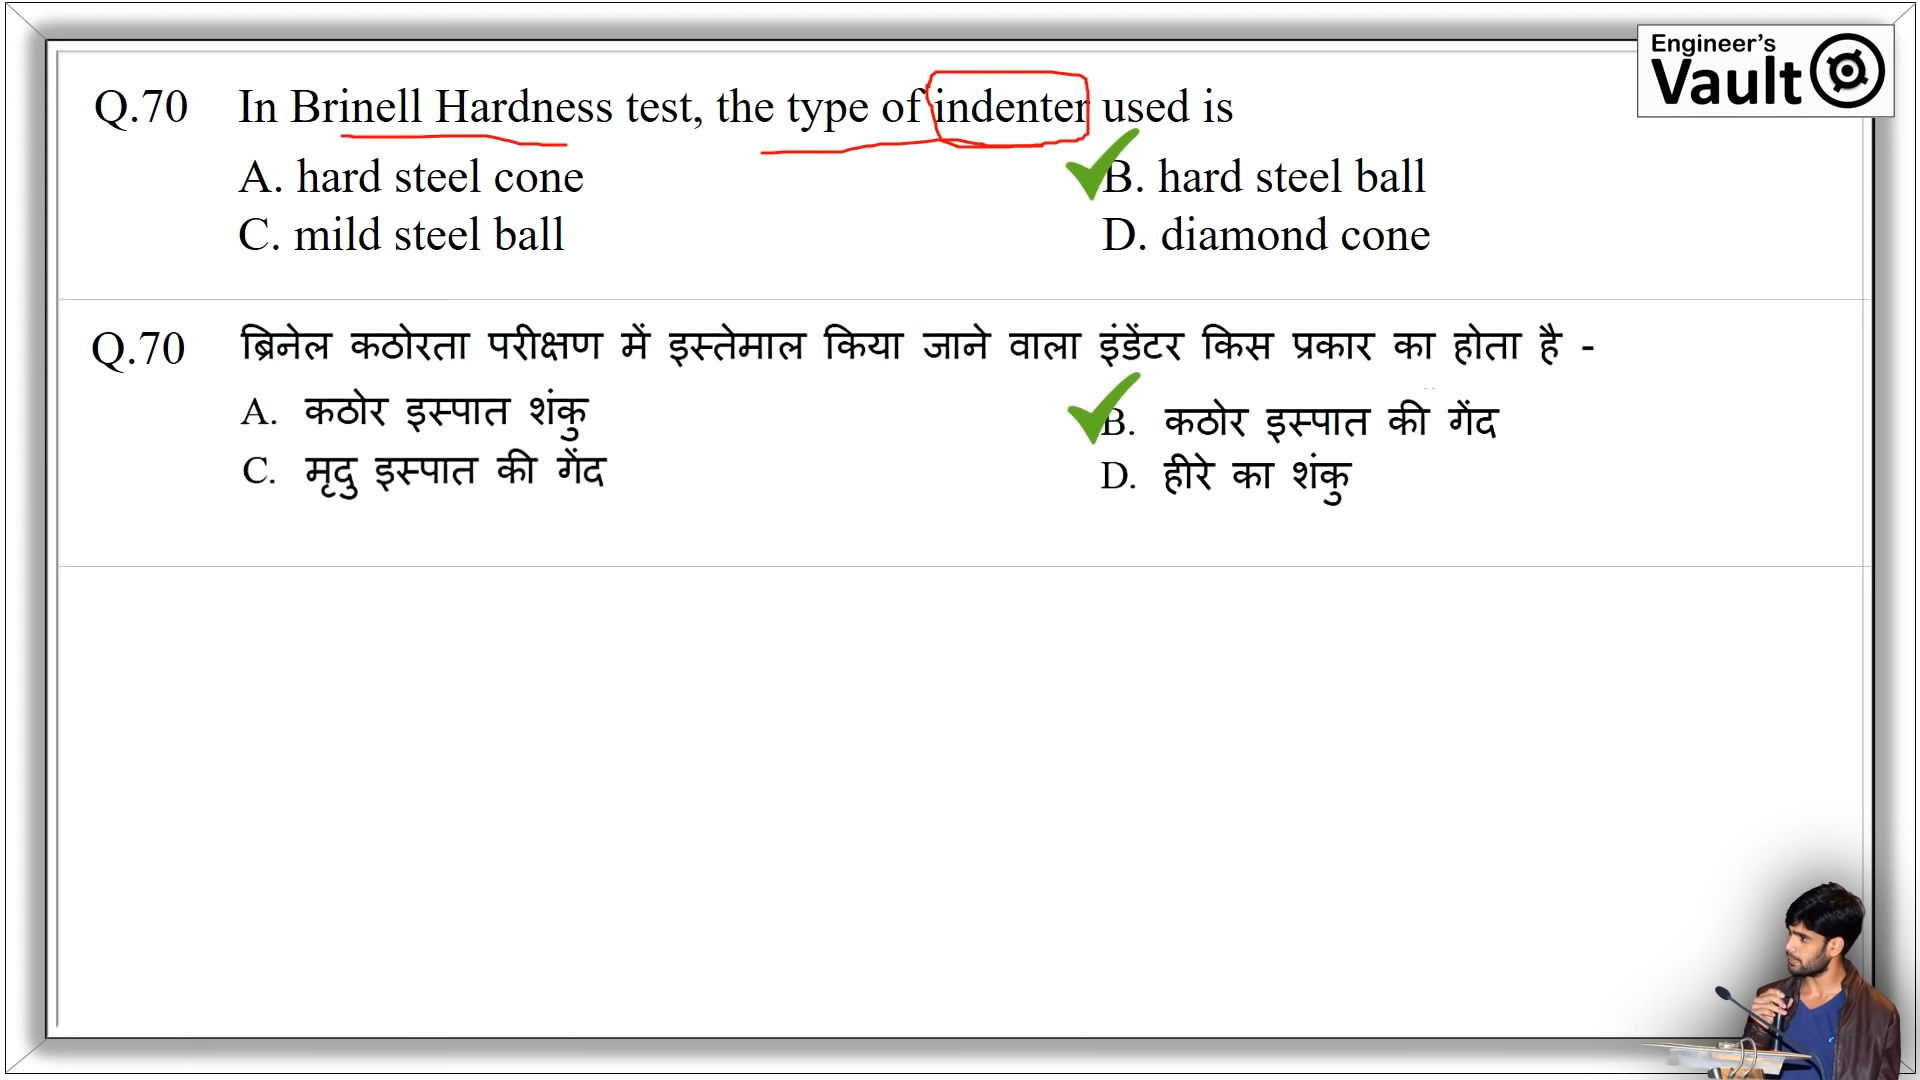 Engineer's
Vault
Q.70 In Brinell Hardness test, the type of indenter used is
A. hard steel cone B. hard steel ball
C. mild steel ball D. diamond cone
Q.70 ब्रिनेल कठोरता परीक्षण में इस्तेमाल किया जाने वाला इंडेंटर किस प्रकार का होता है -
A. कठोर इस्पात शंकु B. कठोर इस्पात की गेंद
C. मृदु इस्पात की गेंद D. हीरे का शंकु